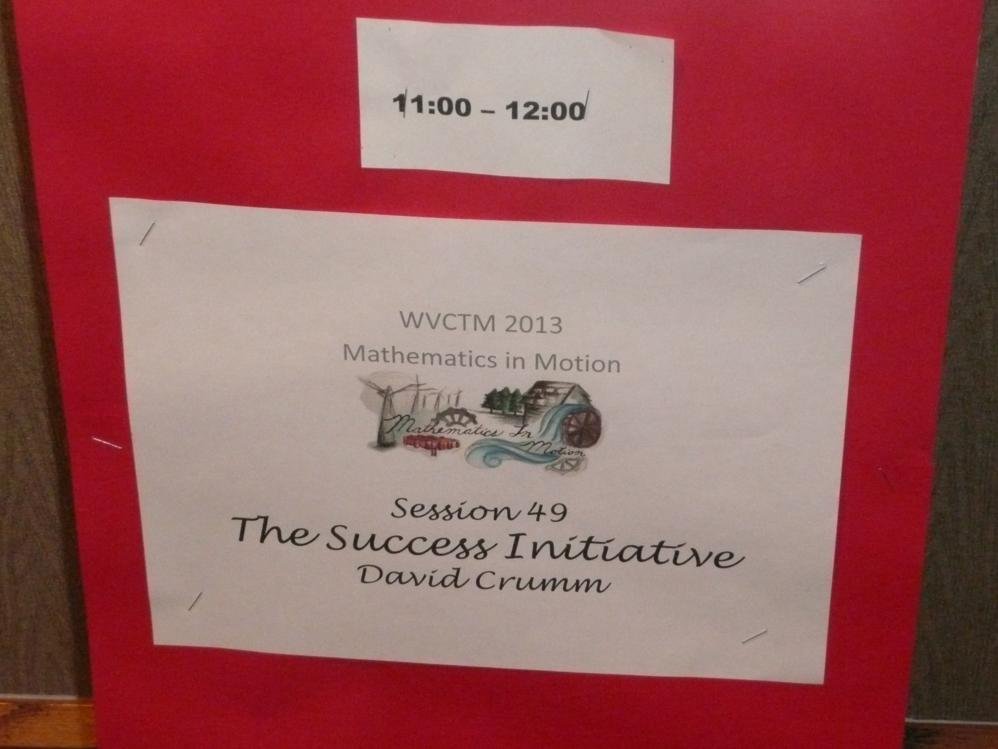 11:00 – 12:00
WVCTM 2013
Mathematics in Motion
Mathematics In
Motion
Session 49
The Success Initiative
David Crumm